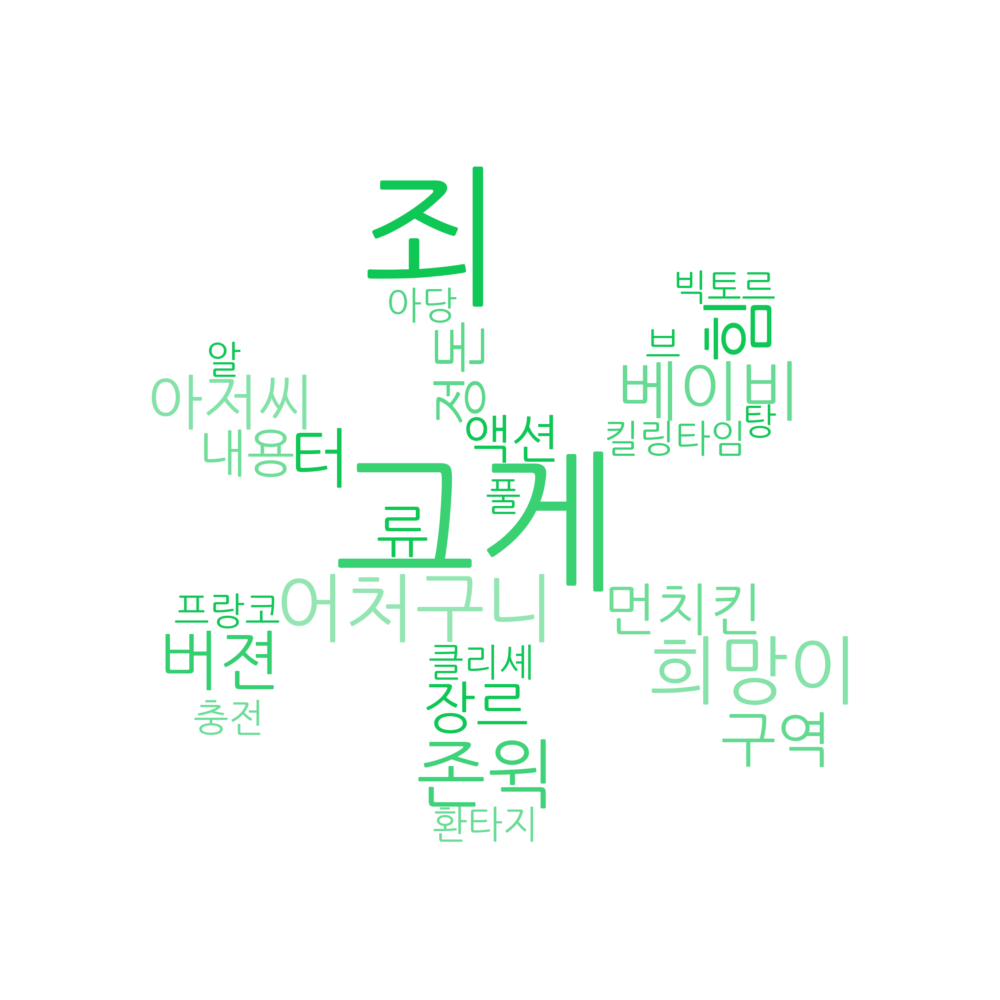 죄
아당
정돈
빅토르
힘
브
베이비
탕
킬링타임
알
아저씨
내용
터
액션
풀
그게
류
어처구니
먼치킨
희망이
구역
프랑코
버젼
충전
클리셰
장르
존윅
환타지